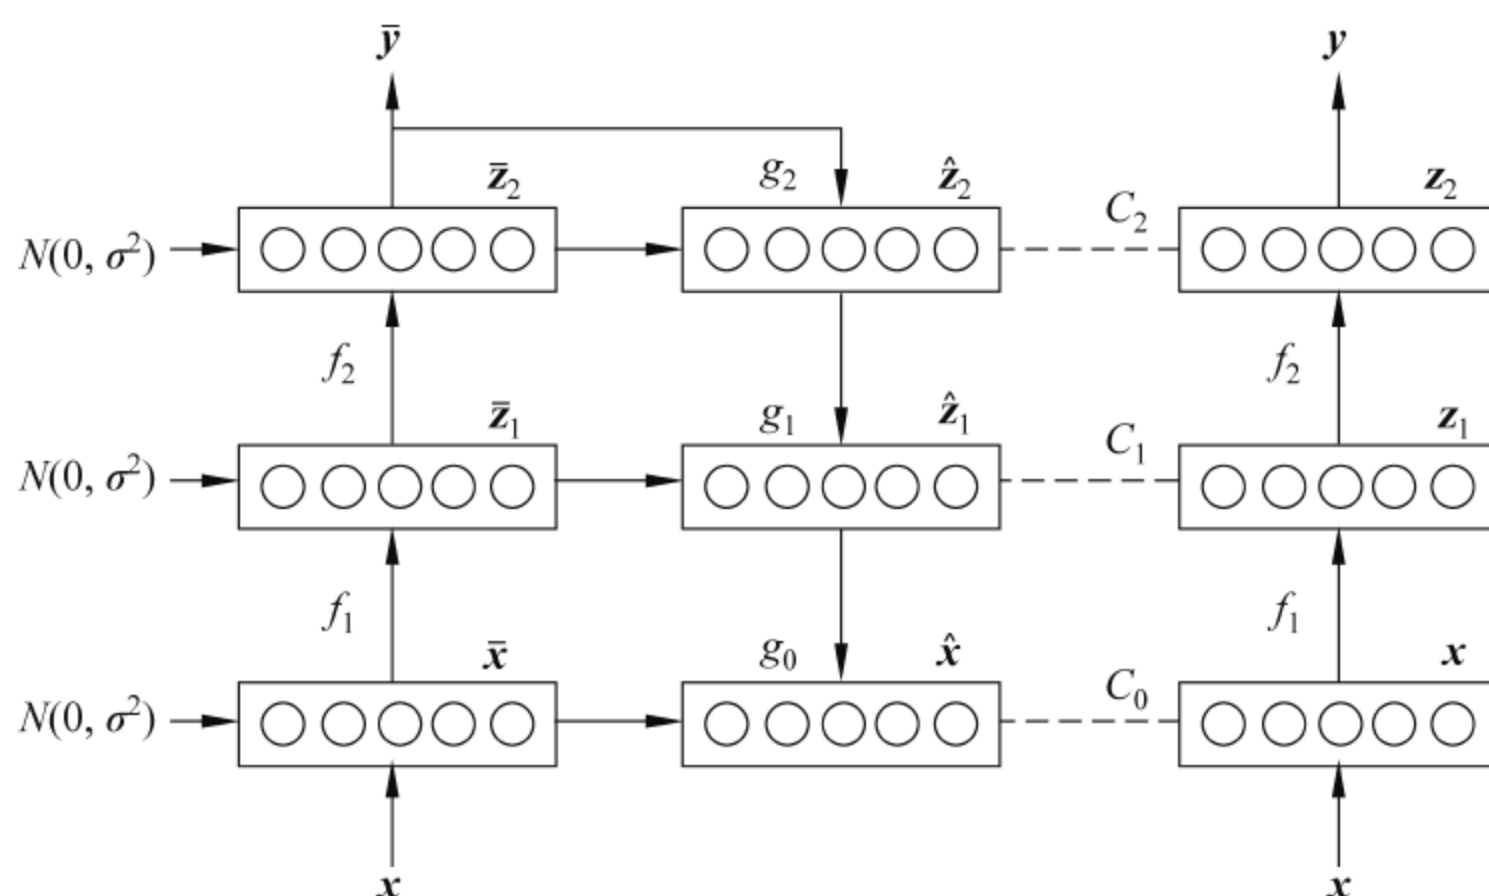 ȳ y
z̄₂ g₂ ẑ₂ C₂ z₂
N(0, σ²)
f₂ f₂
z̄₁ g₁ ẑ₁ C₁ z₁
N(0, σ²)
f₁ f₁
x̄ g₀ x̂ C₀ x
N(0, σ²)
x x